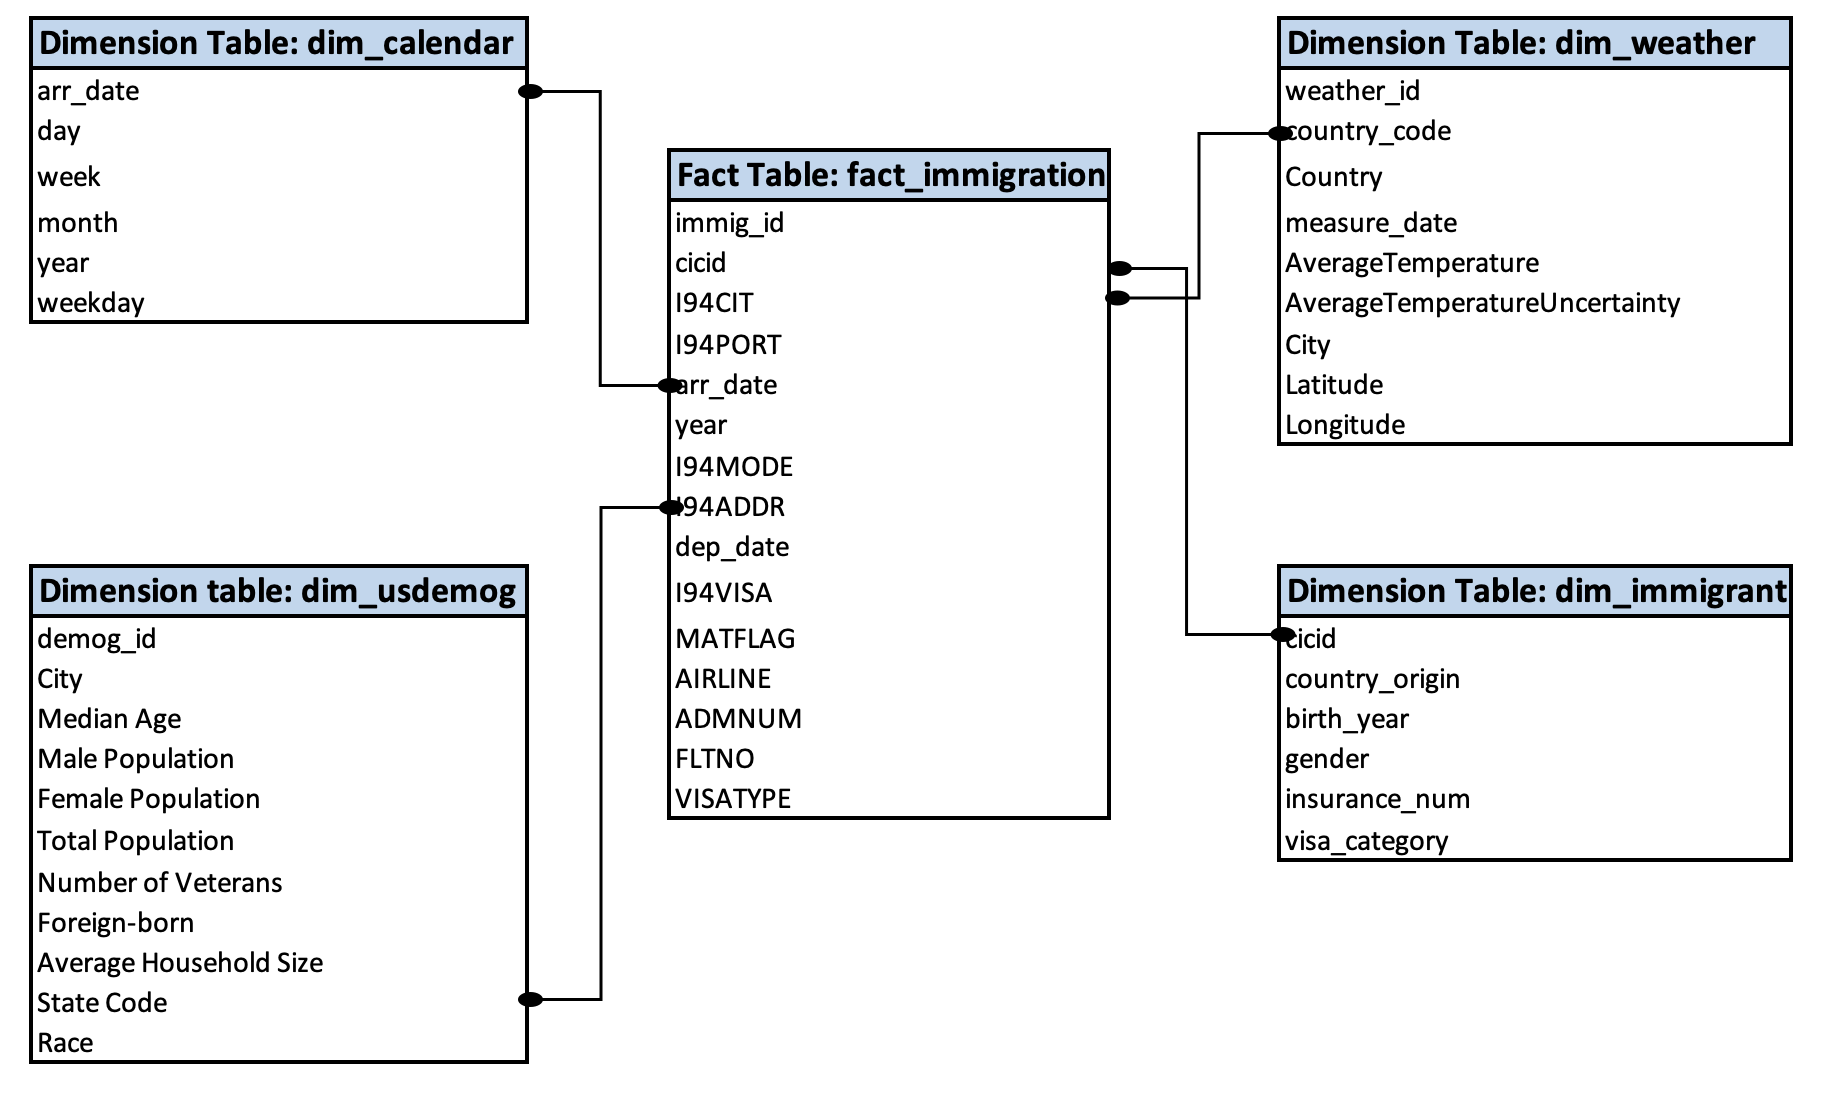 Dimension Table: dim_calendar
arr_date
day
week
month
year
weekday
Dimension table: dim_usdemog
demog_id
City
Median Age
Male Population
Female Population
Total Population
Number of Veterans
Foreign-born
Average Household Size
State Code
Race
Fact Table: fact_immigration
immig_id
cicid
I94CIT
I94PORT
arr_date
year
I94MODE
I94ADDR
dep_date
I94VISA
MATFLAG
AIRLINE
ADMNUM
FLTNO
VISATYPE
Dimension Table: dim_weather
weather_id
country_code
Country
measure_date
AverageTemperature
AverageTemperatureUncertainty
City
Latitude
Longitude
Dimension Table: dim_immigrant
cicid
country_origin
birth_year
gender
insurance_num
visa_category